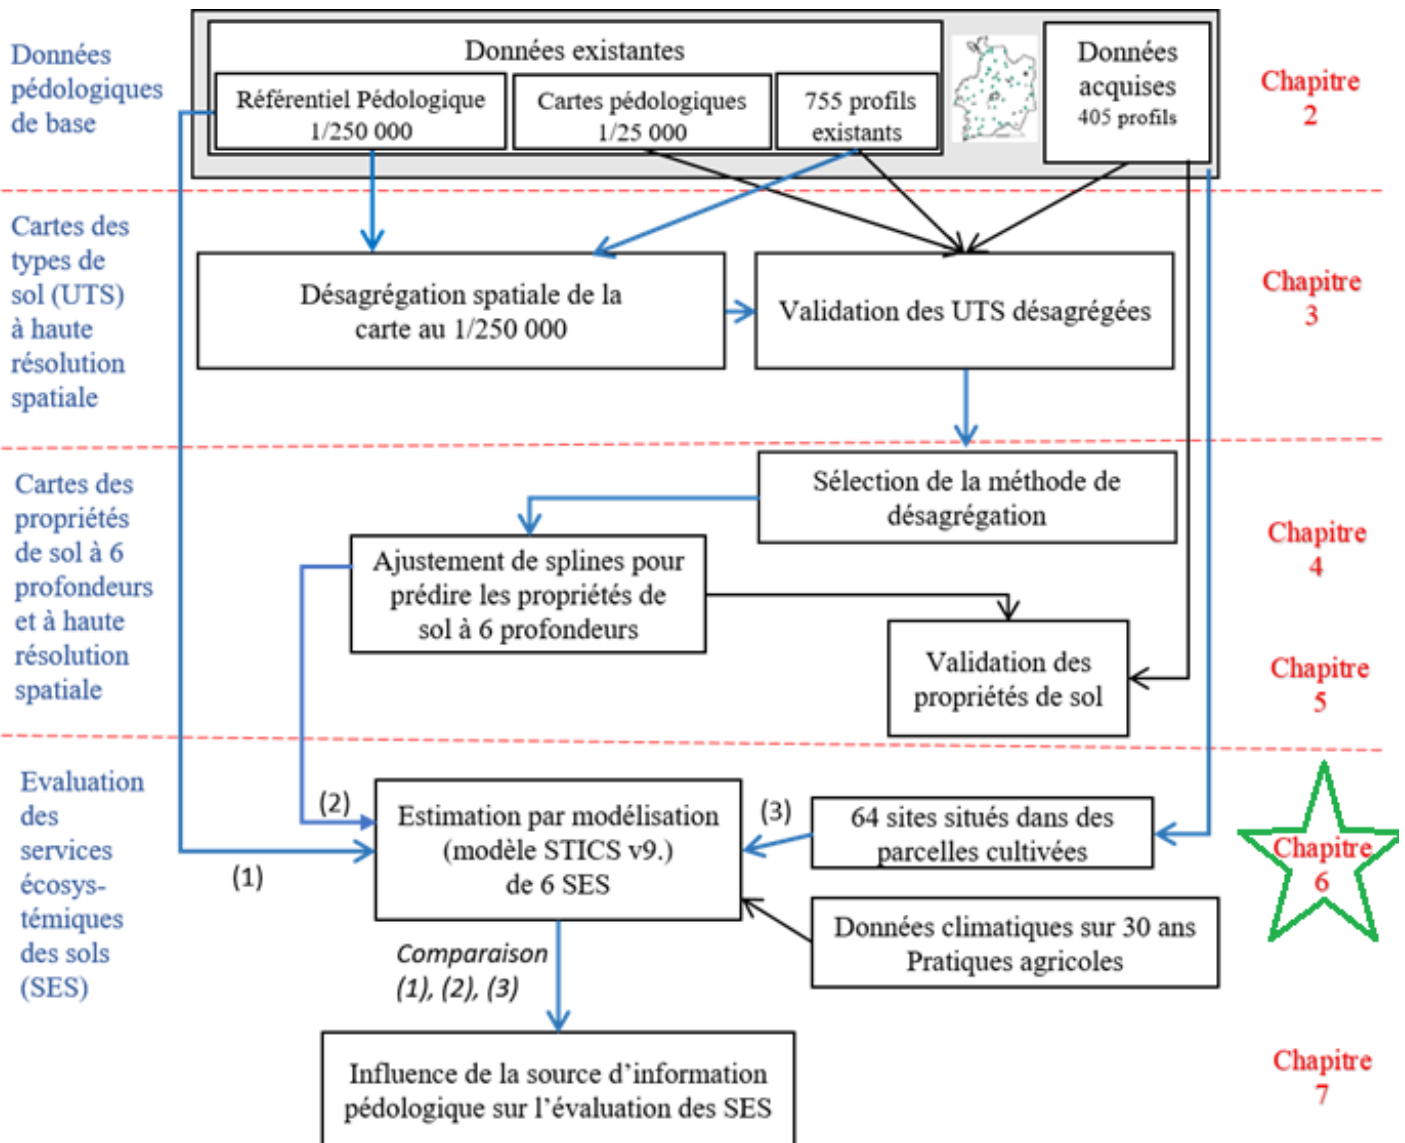 Données
pédologiques
de base
Données existantes
Référentiel Pédologique
1/250 000
Cartes pédologiques
1/25 000
755 profils
existants
Données
acquises
405 profils
Chapitre
2
Cartes des
types de
sol (UTS)
à haute
résolution
spatiale
Désagrégation spatiale de la
carte au 1/250 000
Validation des UTS désagrégées
Chapitre
3
Cartes des
propriétés
de sol à 6
profondeurs
et à haute
résolution
spatiale
Sélection de la méthode de
désagrégation
Ajustement de splines pour
prédire les propriétés de
sol à 6 profondeurs
Chapitre
4
Validation des
propriétés de sol
Chapitre
5
Evaluation
des
services
écosys-
témiques
des sols
(SES)
(1)
(2)
Estimation par modélisation
(modèle STICS v9.)
de 6 SES
(3)
64 sites situés dans des
parcelles cultivées
Données climatiques sur 30 ans
Pratiques agricoles
Chapitre
6
Comparaison
(1), (2), (3)
Influence de la source d’information
pédologique sur l’évaluation des SES
Chapitre
7